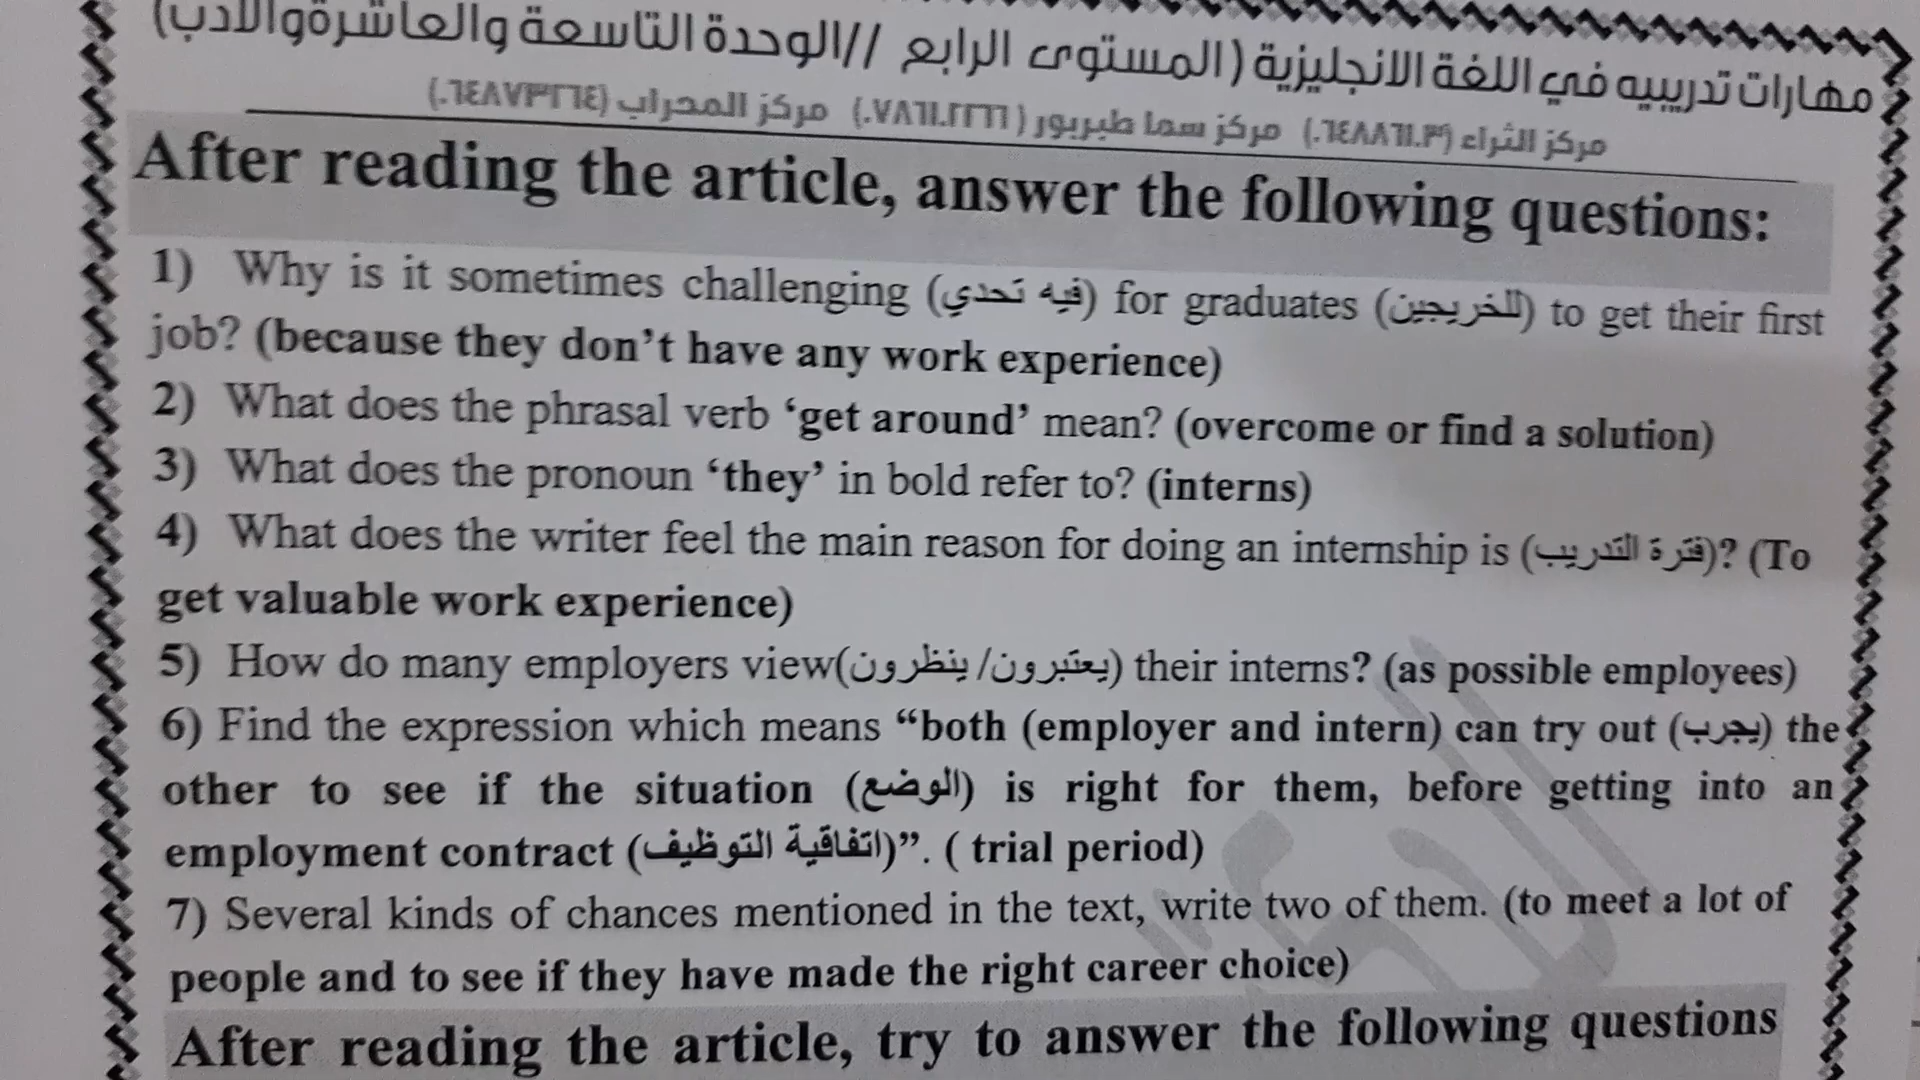 مهارات تدريبيه في اللغة الانجليزية (المستوى الرابع //الوحدة التاسعة والعاشرة والادب)
مركز الثراء (٠٦٤٨٨٦١٠٣٩) مركز سما طبربور (٠٧٨٦١٠٢٢٦٦) مركز المحراب (٠٦٤٨٧٣٢٦٤)
After reading the article, answer the following questions:
1) Why is it sometimes challenging (فيه تحدي) for graduates (للخريجين) to get their first
job? (because they don’t have any work experience)
2) What does the phrasal verb ‘get around’ mean? (overcome or find a solution)
3) What does the pronoun ‘they’ in bold refer to? (interns)
4) What does the writer feel the main reason for doing an internship is (فترة التدريب)? (To
get valuable work experience)
5) How do many employers view(يعتبرون/ ينظرون) their interns? (as possible employees)
6) Find the expression which means “both (employer and intern) can try out (يجرب) the
other to see if the situation (الوضع) is right for them, before getting into an
employment contract (اتفاقية التوظيف)”. ( trial period)
7) Several kinds of chances mentioned in the text, write two of them. (to meet a lot of
people and to see if they have made the right career choice)
After reading the article, try to answer the following questions